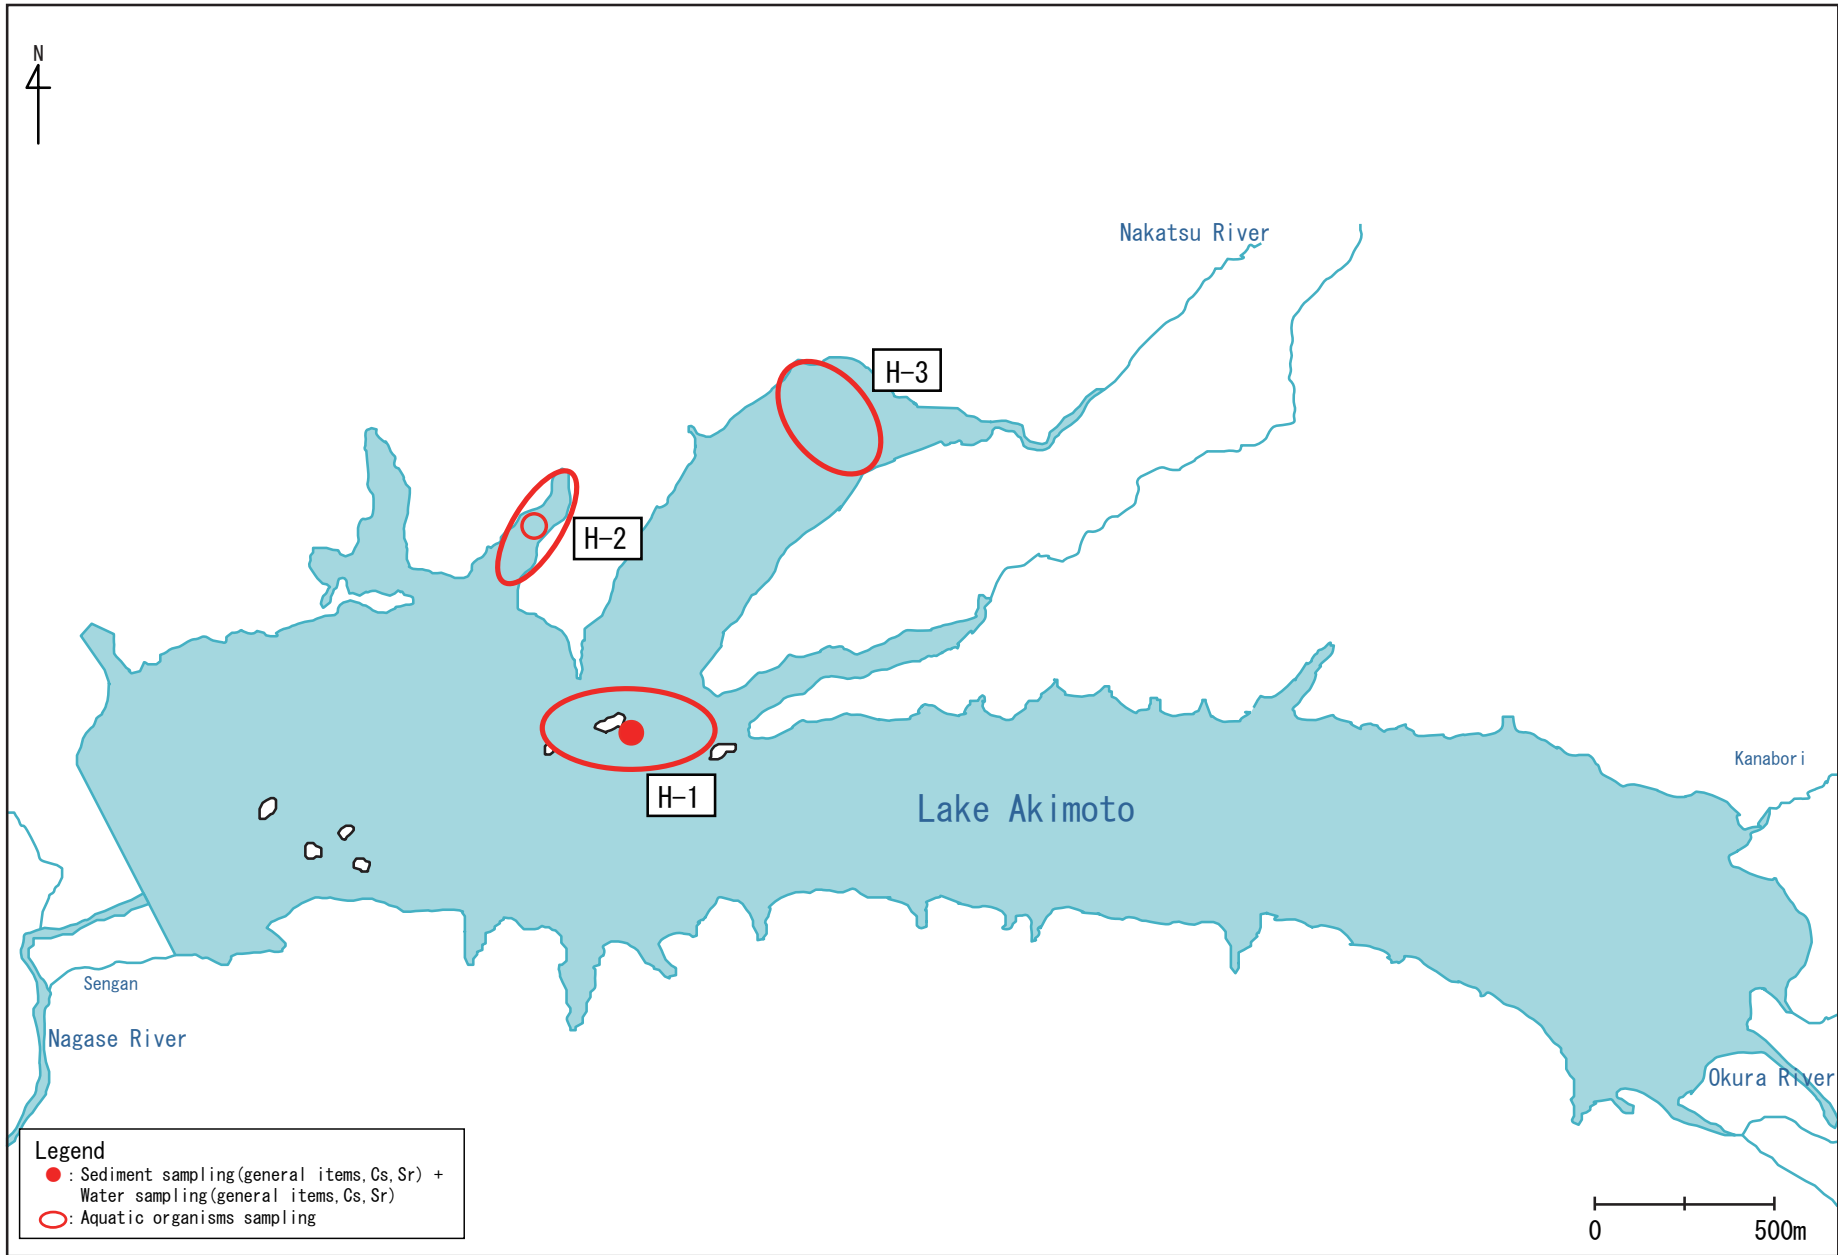 N
Nakatsu River
H-3
H-2
H-1
Lake Akimoto
Kanabori
Sengan
Nagase River
Okura River
Legend
: Sediment sampling(general items,Cs,Sr) +
Water sampling(general items,Cs,Sr)
: Aquatic organisms sampling
0 500m